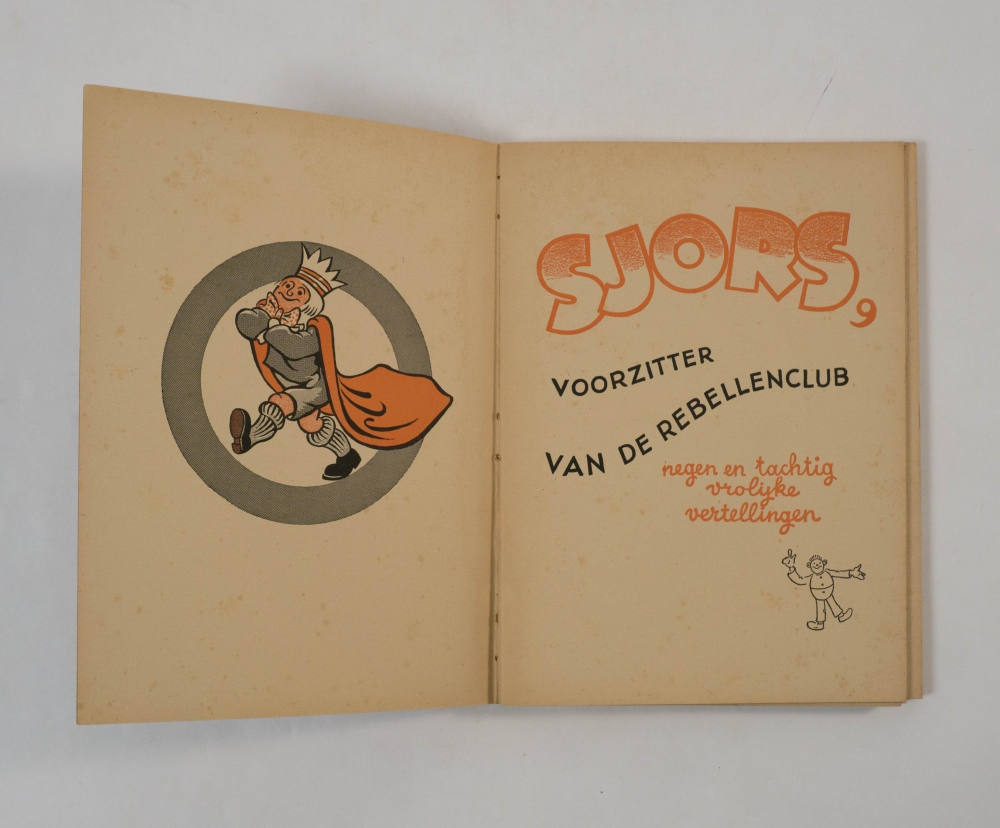 SJORS,
VOORZITTER
VAN DE REBELLENCLUB
negen en tachtig
vrolijke
vertellingen